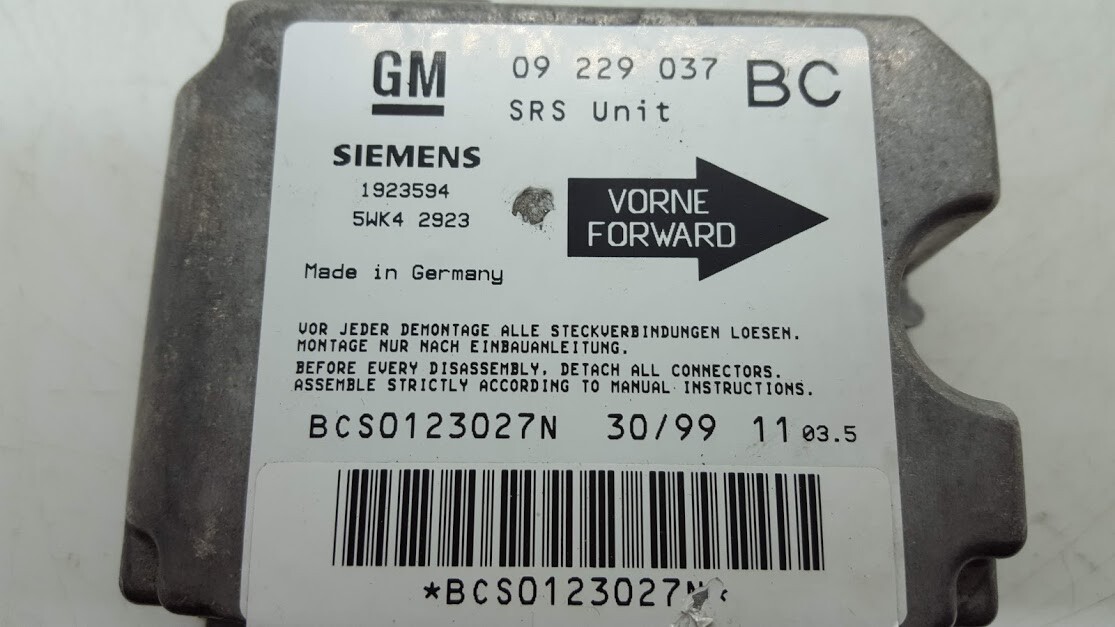 GM 09 229 037 BC
SRS Unit
SIEMENS
1923594
5WK4 2923
VORNE
FORWARD
Made in Germany
VOR JEDER DEMONTAGE ALLE STECKVERBINDUNGEN LOESEN.
MONTAGE NUR NACH EINBAUANLEITUNG.
BEFORE EVERY DISASSEMBLY, DETACH ALL CONNECTORS.
ASSEMBLE STRICTLY ACCORDING TO MANUAL INSTRUCTIONS.
BCS0123027N 30/99 11 03.5
*BCS0123027N